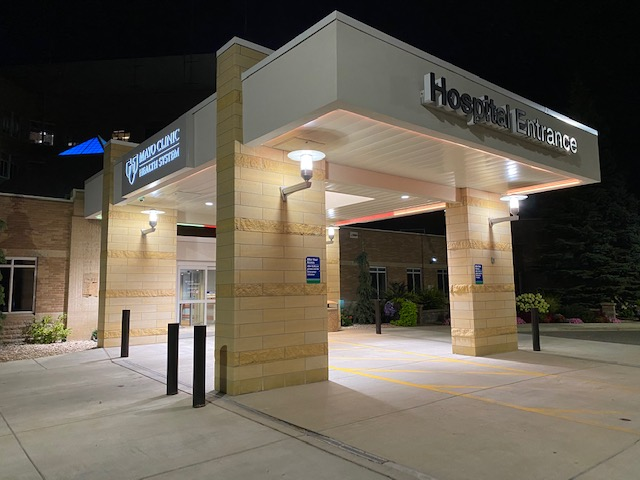 MAYO CLINIC
HEALTH SYSTEM
Hospital Entrance